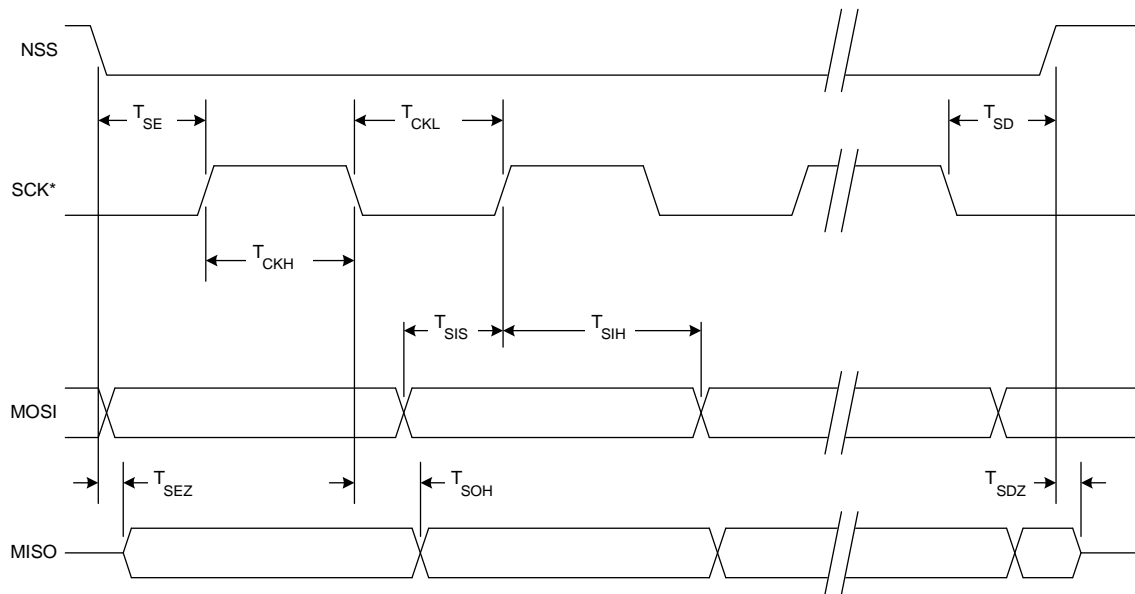 NSS
T_SE
T_CKL
T_SD
SCK*
T_CKH
T_SIS
T_SIH
MOSI
T_SEZ
T_SOH
T_SDZ
MISO